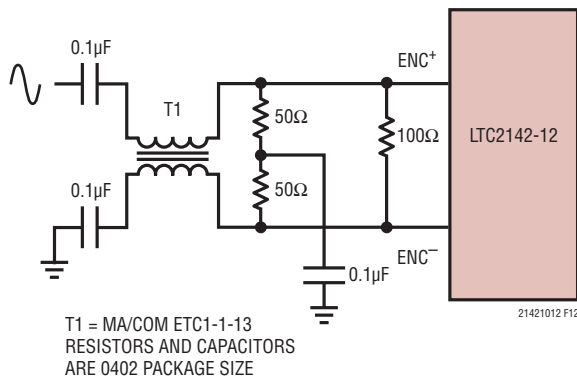 0.1µF
ENC+
T1
50Ω
100Ω
LTC2142-12
0.1µF
50Ω
ENC–
0.1µF
21421012 F12
T1 = MA/COM ETC1-1-13
RESISTORS AND CAPACITORS
ARE 0402 PACKAGE SIZE